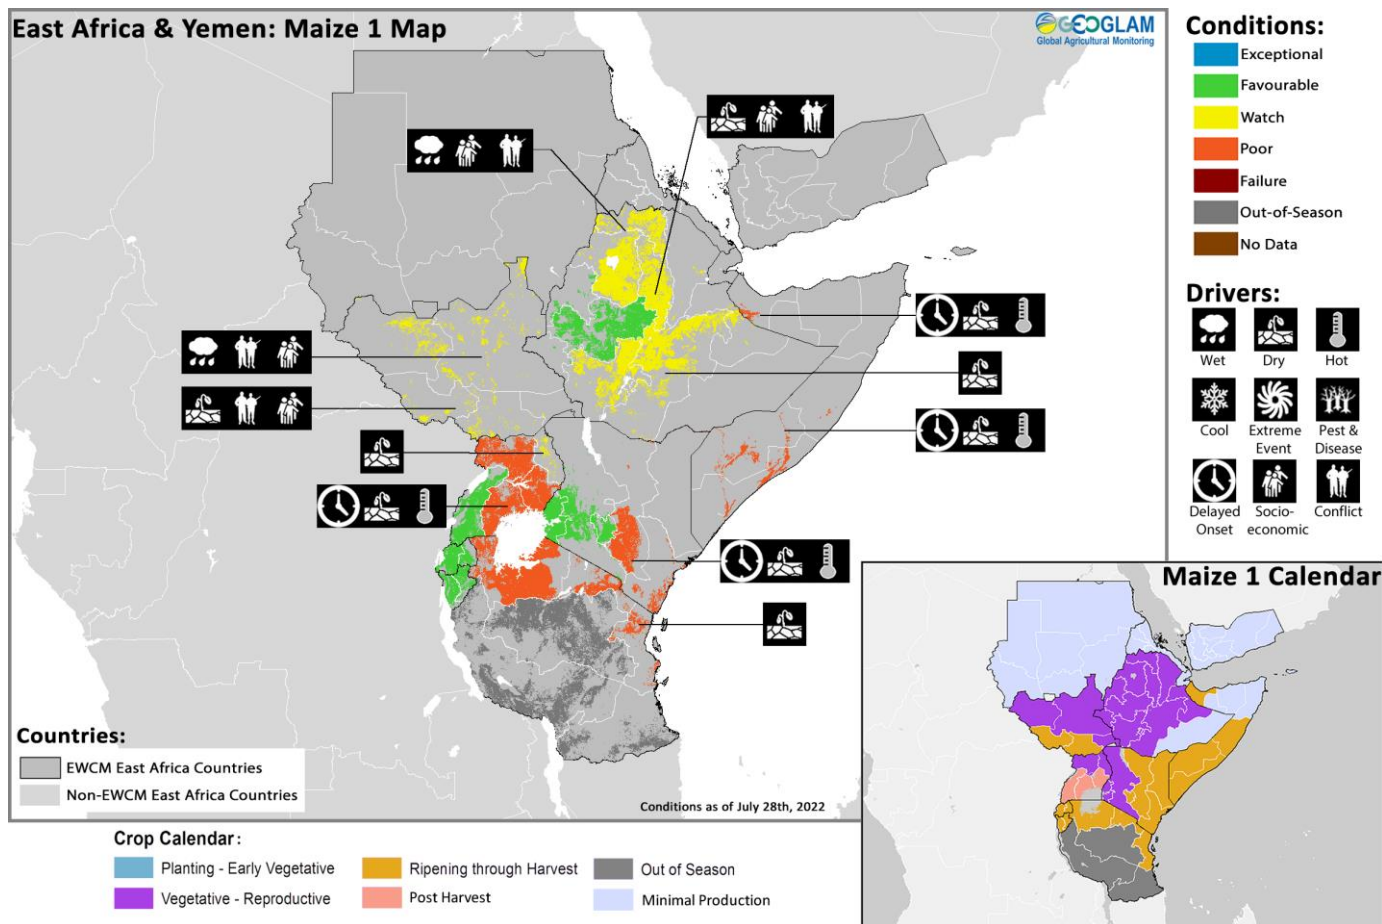 East Africa & Yemen: Maize 1 Map
GEOGLAM
Global Agricultural Monitoring
Conditions:
Exceptional
Favourable
Watch
Poor
Failure
Out-of-Season
No Data
Drivers:
Wet
Dry
Hot
Cool
Extreme Event
Pest & Disease
Delayed Onset
Socio-economic
Conflict
Countries:
EWCM East Africa Countries
Non-EWCM East Africa Countries
Conditions as of July 28th, 2022
Maize 1 Calendar
Crop Calendar:
Planting - Early Vegetative
Vegetative - Reproductive
Ripening through Harvest
Post Harvest
Out of Season
Minimal Production